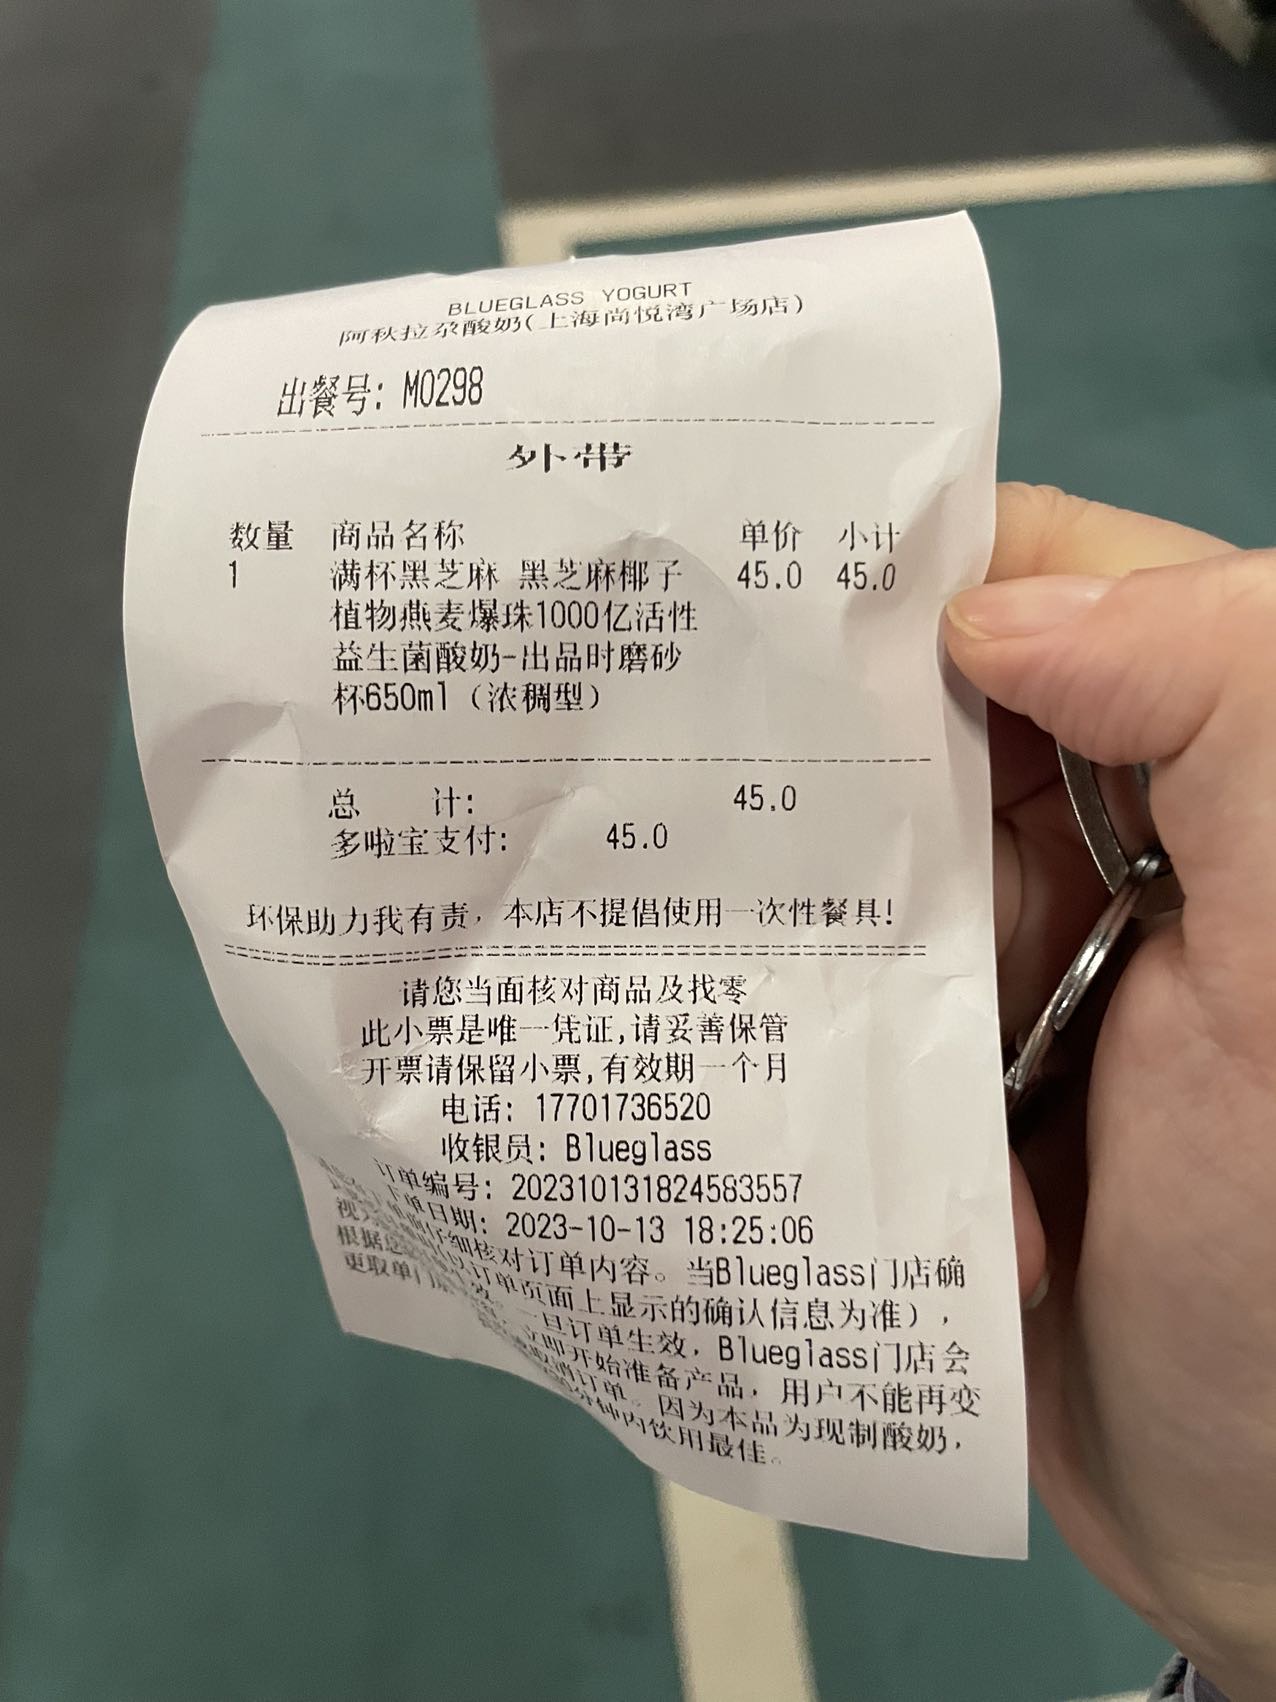 BLUEGLASS YOGURT
阿秋拉尕酸奶(上海尚悦湾广场店)
出餐号: M0298
外带
数量 商品名称 单价 小计
1 满杯黑芝麻 黑芝麻椰子 45.0 45.0
植物燕麦爆珠1000亿活性
益生菌酸奶-出品时磨砂
杯650ml（浓稠型）
总 计: 45.0
多啦宝支付: 45.0
环保助力我有责，本店不提倡使用一次性餐具!
请您当面核对商品及找零
此小票是唯一凭证,请妥善保管
开票请保留小票,有效期一个月
电话: 17701736520
收银员: Blueglass
订单编号: 202310131824583557
下单日期: 2023-10-13 18:25:06
仔细核对订单内容。当Blueglass门店确
订单页面上显示的确认信息为准），
一旦订单生效，Blueglass门店会
根据 立即开始准备产品，用户不能再变
更取单门 取消订单。因为本品为现制酸奶，
分钟内饮用最佳。